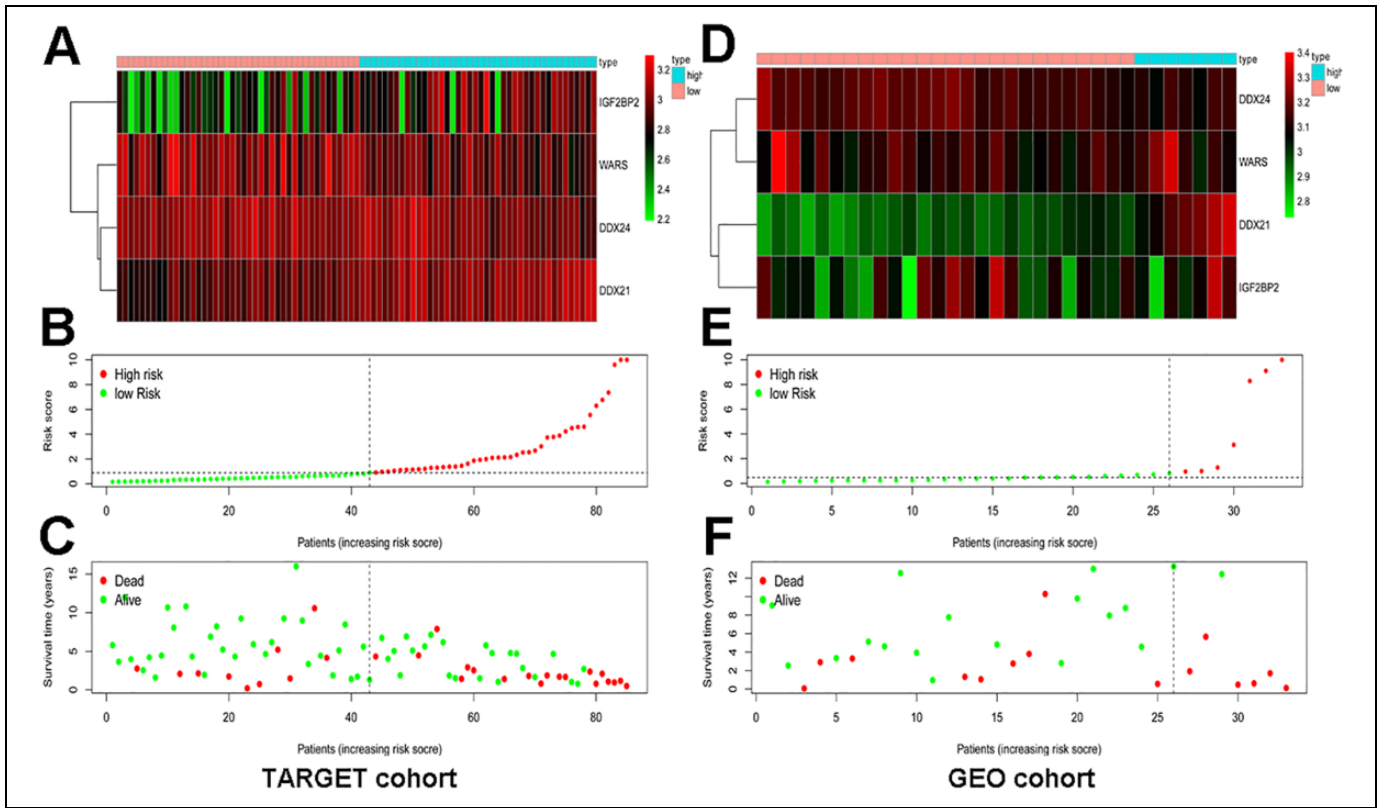 A
type
IGF2BP2
WARS
DDX24
DDX21
3.2
3
2.8
2.6
2.4
2.2
type
high
low
D
type
DDX24
WARS
DDX21
IGF2BP2
3.4
3.3
3.2
3.1
3
2.9
2.8
type
high
low
B
High risk
low Risk
Risk score
0 2 4 6 8 10
0 20 40 60 80
Patients (increasing risk socre)
E
High risk
low Risk
Risk score
0 2 4 6 8 10
0 5 10 15 20 25 30
Patients (increasing risk socre)
C
Dead
Alive
Survival time (years)
0 5 10 15
0 20 40 60 80
Patients (increasing risk socre)
F
Dead
Alive
Survival time (years)
0 2 4 6 8 10 12
0 5 10 15 20 25 30
Patients (increasing risk socre)
TARGET cohort
GEO cohort